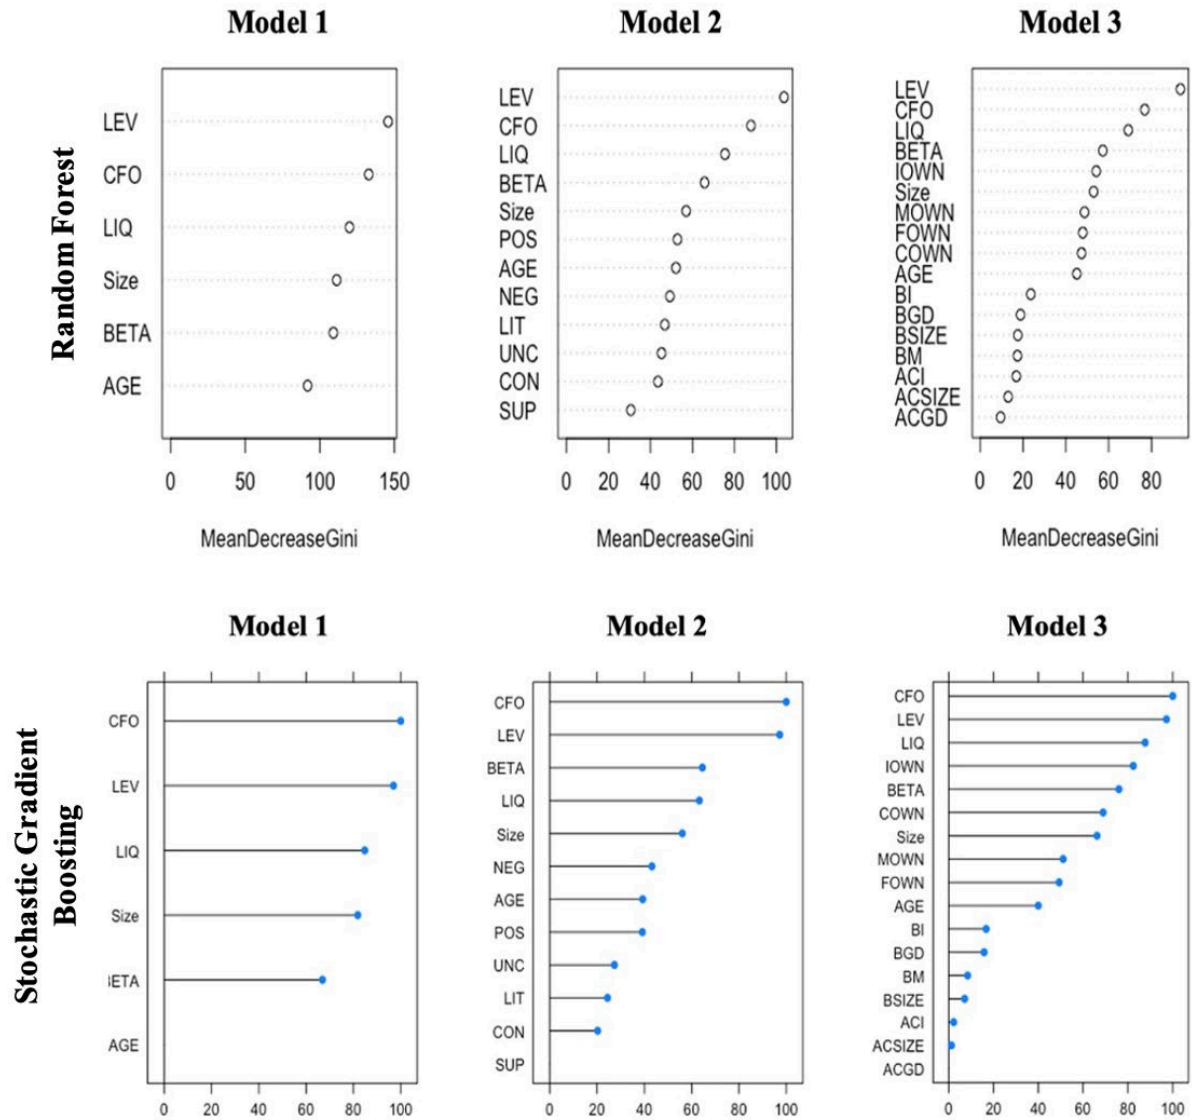 Model 1
Model 2
Model 3
Random Forest
LEV
CFO
LIQ
Size
BETA
AGE
0 50 100 150
MeanDecreaseGini
LEV
CFO
LIQ
BETA
Size
POS
AGE
NEG
LIT
UNC
CON
SUP
0 20 40 60 80 100
MeanDecreaseGini
LEV
CFO
LIQ
BETA
IOWN
Size
MOWN
FOWN
COWN
AGE
BI
BGD
BSIZE
BM
ACI
ACSIZE
ACGD
0 20 40 60 80
MeanDecreaseGini
Model 1
Model 2
Model 3
Stochastic Gradient
Boosting
CFO
LEV
LIQ
Size
BETA
AGE
0 20 40 60 80 100
CFO
LEV
BETA
LIQ
Size
NEG
AGE
POS
UNC
LIT
CON
SUP
0 20 40 60 80 100
CFO
LEV
LIQ
IOWN
BETA
COWN
Size
MOWN
FOWN
AGE
BI
BGD
BM
BSIZE
ACI
ACSIZE
ACGD
0 20 40 60 80 100